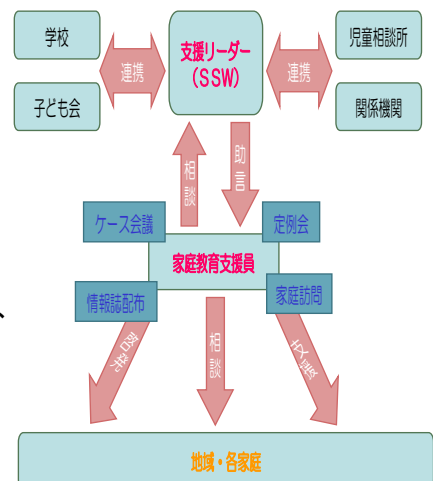 学校
支援リーダー
（ＳＳＷ）
児童相談所
連携
連携
子ども会
関係機関
相談
助言
ケース会議
定例会
家庭教育支援員
情報誌配布
家庭訪問
、
啓発
相談
支援
地域・各家庭